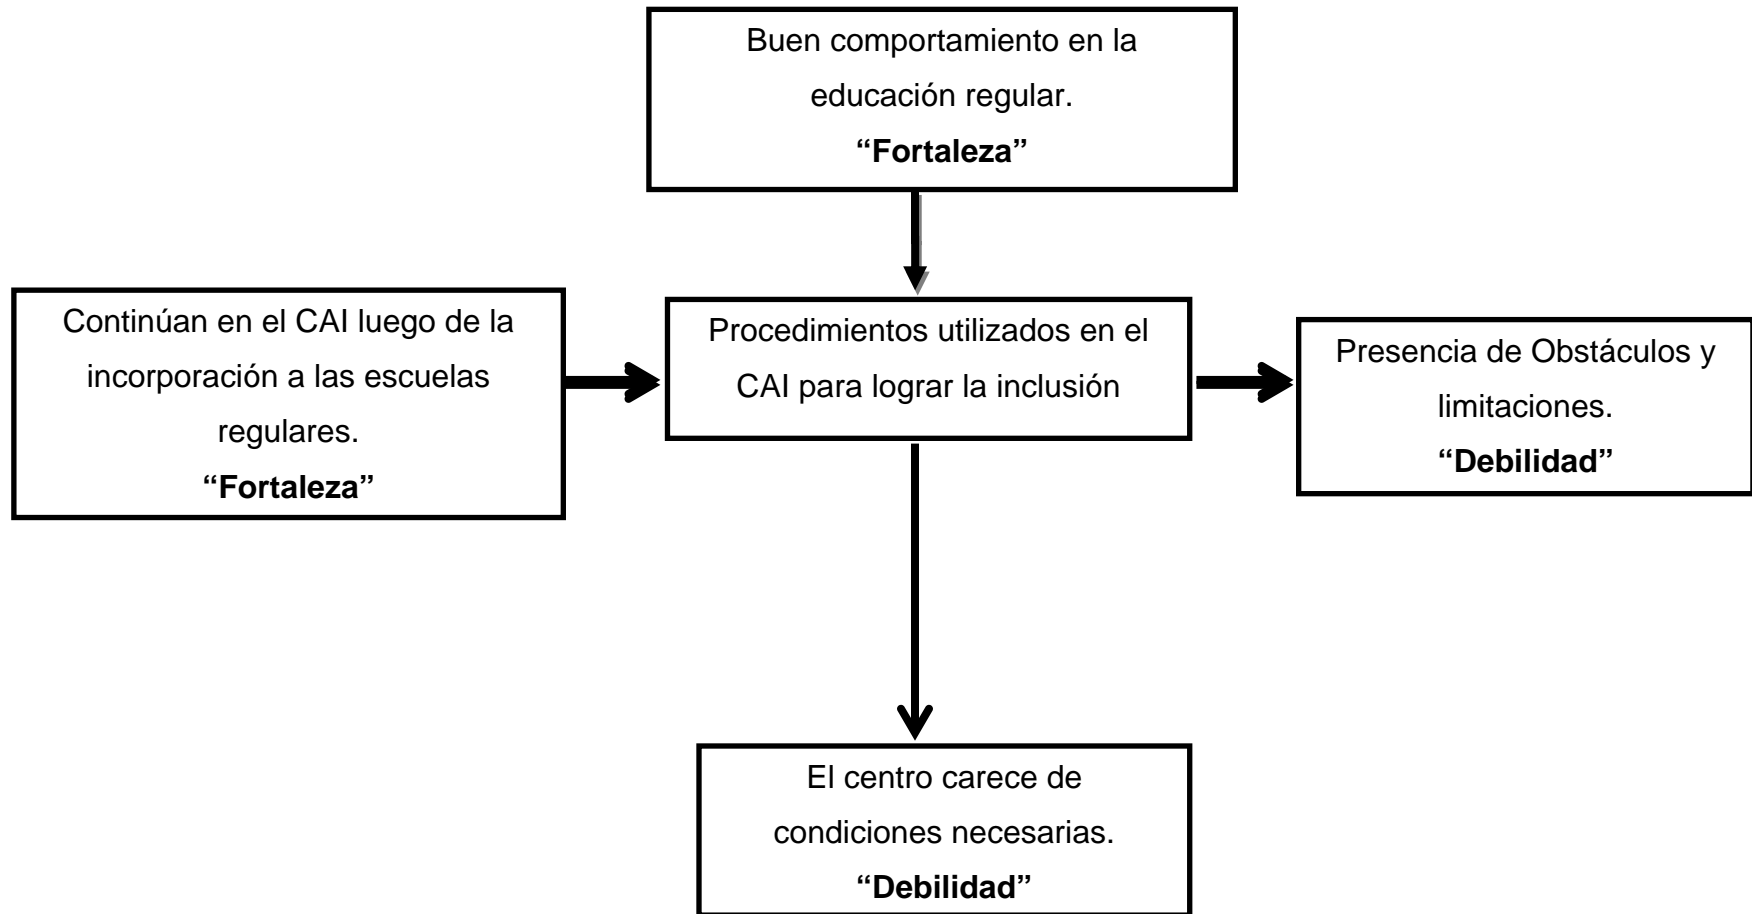 Buen comportamiento en la
educación regular.
“Fortaleza”
Continúan en el CAI luego de la
incorporación a las escuelas
regulares.
“Fortaleza”
Procedimientos utilizados en el
CAI para lograr la inclusión
Presencia de Obstáculos y
limitaciones.
“Debilidad”
El centro carece de
condiciones necesarias.
“Debilidad”